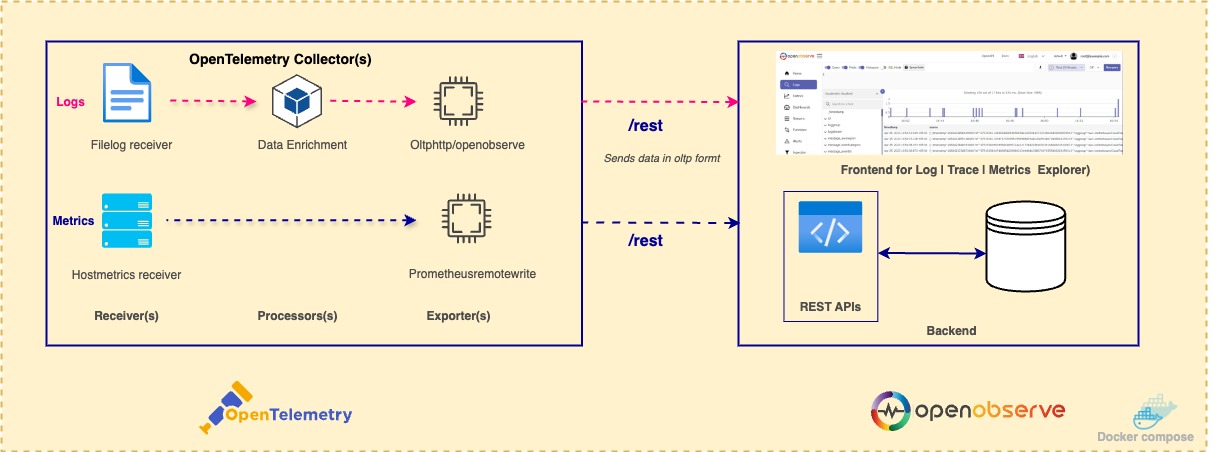 OpenTelemetry Collector(s)
Logs
Filelog receiver
Data Enrichment
Oltphttp/openobserve
/rest
Sends data in oltp formt
openobserve
Frontend for Log | Trace | Metrics Explorer)
Metrics
Hostmetrics receiver
Prometheusremotewrite
/rest
</>
REST APIs
Receiver(s)
Processors(s)
Exporter(s)
Backend
OpenTelemetry
openobserve
Docker compose